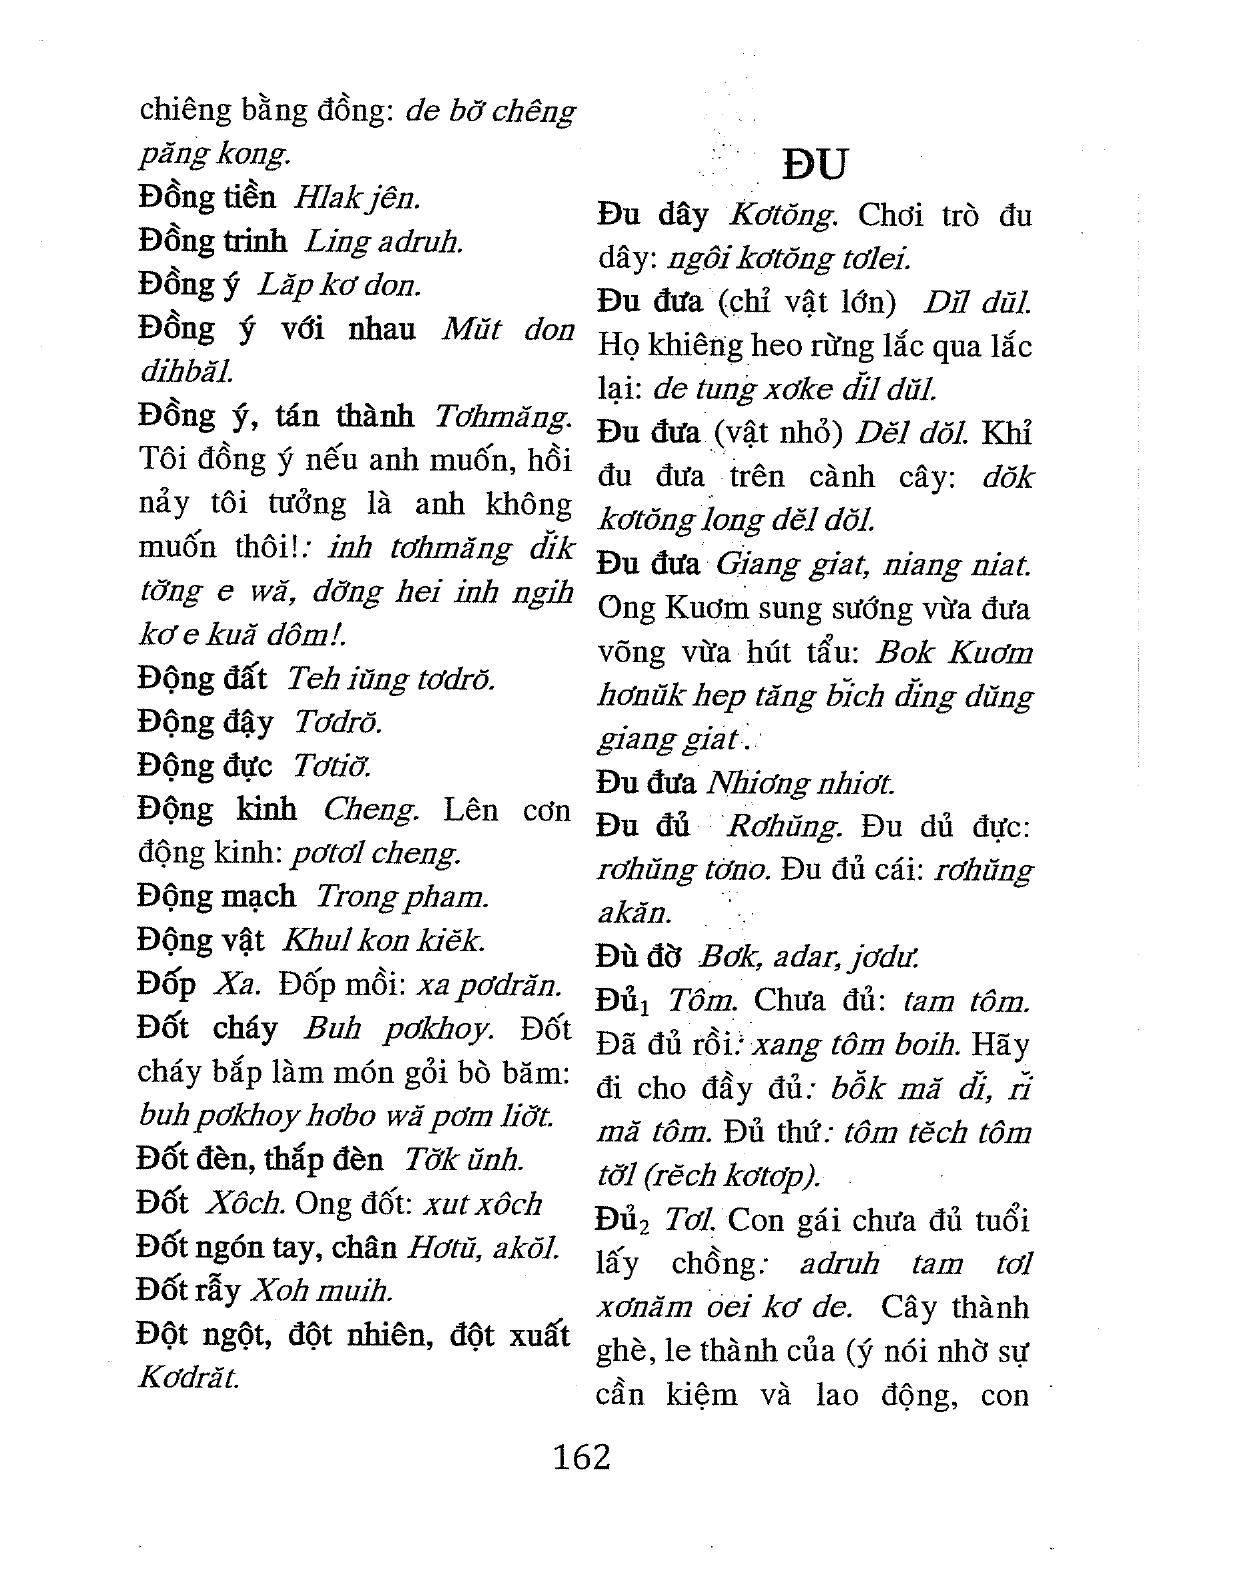 chiêng bằng đồng: de bơ̆ chêng
păng kong.
Đồng tiền Hlak jên.
Đồng trinh Ling adruh.
Đồng ý Lăp kơ don.
Đồng ý với nhau Mŭt don
dihbăl.
Đồng ý, tán thành Tơhmăng.
Tôi đồng ý nếu anh muốn, hồi
nảy tôi tưởng là anh không
muốn thôi!: inh tơhmăng dĭk
tơ̆ng e wă, dơ̆ng hei inh ngih
kơ e kuă dôm!.
Động đất Teh iŭng tơdrŏ.
Động đậy Tơdrŏ.
Động đực Tơtiơ̆.
Động kinh Cheng. Lên cơn
động kinh: pơtơl cheng.
Động mạch Trong pham.
Động vật Khul kon kiĕk.
Đốp Xa. Đốp mồi: xa pơdrăn.
Đốt cháy Buh pơkhoy. Đốt
cháy bắp làm món gỏi bò băm:
buh pơkhoy hơbo wă pơm liơ̆t.
Đốt đèn, thắp đèn Tơ̆k ŭnh.
Đốt Xôch. Ong đốt: xut xôch
Đốt ngón tay, chân Hơtŭ, akŏl.
Đốt rẫy Xoh muih.
Đột ngột, đột nhiên, đột xuất
Kơdrăt.
ĐU
Đu dây Kơtŏng. Chơi trò đu
dây: ngôi kơtŏng tơlei.
Đu đưa (chỉ vật lớn) Dĭl dŭl.
Họ khiêng heo rừng lắc qua lắc
lại: de tung xơke dĭl dŭl.
Đu đưa (vật nhỏ) Dĕl dŏl. Khỉ
đu đưa trên cành cây: dŏk
kơtŏng long dĕl dŏl.
Đu đưa Giang giat, niang niat.
Ong Kuơm sung sướng vừa đưa
võng vừa hút tẩu: Bok Kuơm
hơnŭk hep tăng bĭch dĭng dŭng
giang giat.
Đu đưa Nhiơng nhiơt.
Đu đủ Rơhŭng. Đu dủ đực:
rơhŭng tơno. Đu đủ cái: rơhŭng
akăn.
Đù đờ Bơk, adar, jơdư.
Đủ₁ Tôm. Chưa đủ: tam tôm.
Đã đủ rồi: xang tôm boih. Hãy
đi cho đầy đủ: bô̆k mă dĭ, rĭ
mă tôm. Đủ thứ: tôm tĕch tôm
tơ̆l (rĕch kơtơp).
Đủ₂ Tơl. Con gái chưa đủ tuổi
lấy chồng: adruh tam tơl
xơnăm oei kơ de. Cây thành
ghè, le thành của (ý nói nhờ sự
cần kiệm và lao động, con
162